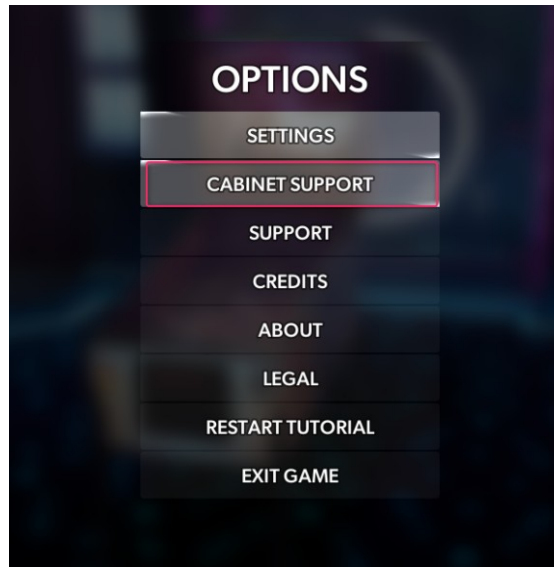 OPTIONS
SETTINGS
CABINET SUPPORT
SUPPORT
CREDITS
ABOUT
LEGAL
RESTART TUTORIAL
EXIT GAME